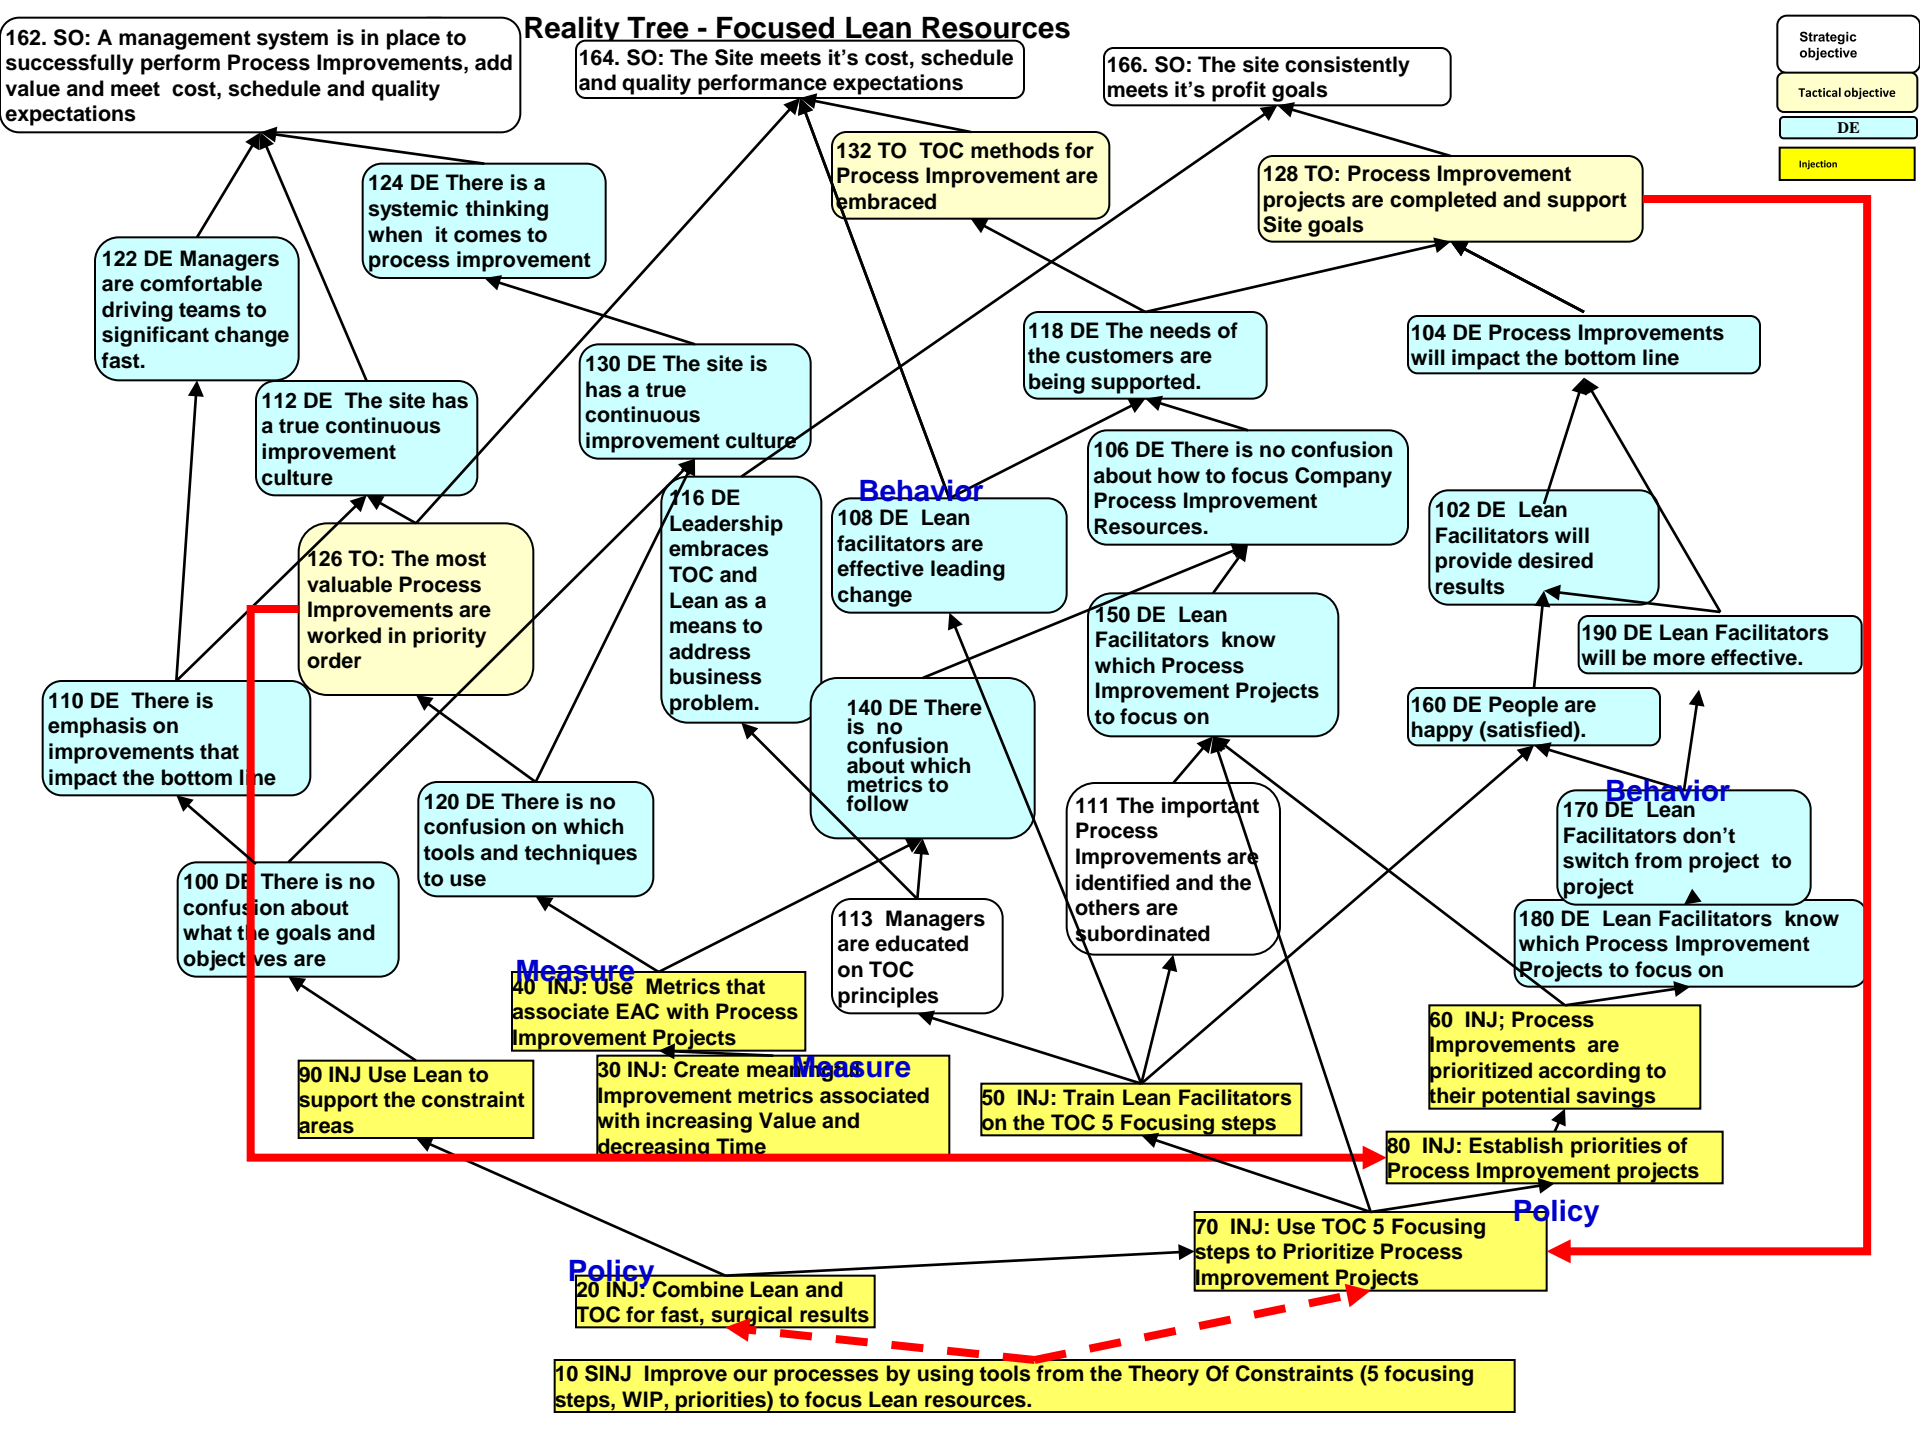 Reality Tree - Focused Lean Resources
162. SO: A management system is in place to
successfully perform Process Improvements, add
value and meet cost, schedule and quality
expectations
164. SO: The Site meets it's cost, schedule
and quality performance expectations
166. SO: The site consistently
meets it's profit goals
Strategic
objective
Tactical objective
DE
Injection
132 TO TOC methods for
Process Improvement are
embraced
128 TO: Process Improvement
projects are completed and support
Site goals
124 DE There is a
systemic thinking
when it comes to
process improvement
122 DE Managers
are comfortable
driving teams to
significant change
fast.
118 DE The needs of
the customers are
being supported.
104 DE Process Improvements
will impact the bottom line
130 DE The site is
has a true
continuous
improvement culture
112 DE The site has
a true continuous
improvement
culture
106 DE There is no confusion
about how to focus Company
Process Improvement
Resources.
116 DE
Leadership
embraces
TOC and
Lean as a
means to
address
business
problem.
Behavior
108 DE Lean
facilitators are
effective leading
change
102 DE Lean
Facilitators will
provide desired
results
126 TO: The most
valuable Process
Improvements are
worked in priority
order
150 DE Lean
Facilitators know
which Process
Improvement Projects
to focus on
190 DE Lean Facilitators
will be more effective.
110 DE There is
emphasis on
improvements that
impact the bottom line
140 DE There
is no
confusion
about which
metrics to
follow
160 DE People are
happy (satisfied).
120 DE There is no
confusion on which
tools and techniques
to use
111 The important
Process
Improvements are
identified and the
others are
subordinated
Behavior
170 DE Lean
Facilitators don't
switch from project to
project
100 DE There is no
confusion about
what the goals and
objectives are
113 Managers
are educated
on TOC
principles
180 DE Lean Facilitators know
which Process Improvement
Projects to focus on
Measure
40 INJ: Use Metrics that
associate EAC with Process
Improvement Projects
60 INJ; Process
Improvements are
prioritized according to
their potential savings
90 INJ Use Lean to
support the constraint
areas
Measure
30 INJ: Create meaningful
Improvement metrics associated
with increasing Value and
decreasing Time
50 INJ: Train Lean Facilitators
on the TOC 5 Focusing steps
80 INJ: Establish priorities of
Process Improvement projects
Policy
70 INJ: Use TOC 5 Focusing
steps to Prioritize Process
Improvement Projects
Policy
20 INJ: Combine Lean and
TOC for fast, surgical results
10 SINJ Improve our processes by using tools from the Theory Of Constraints (5 focusing
steps, WIP, priorities) to focus Lean resources.